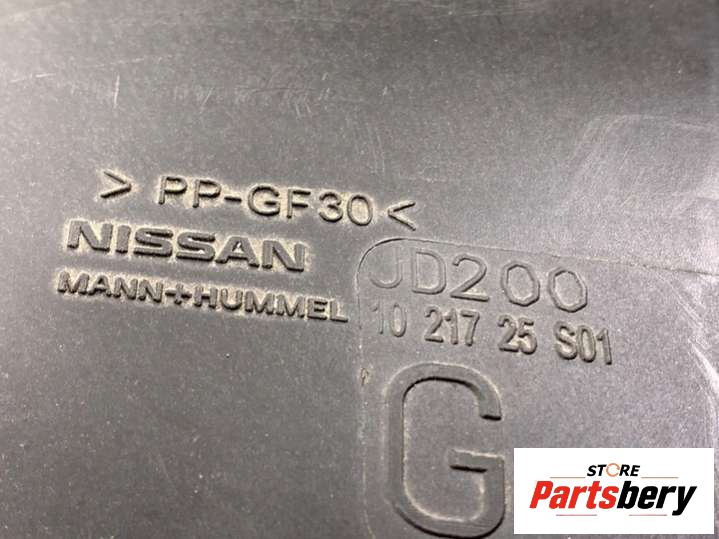 > PP-GF30 <
NISSAN
MANN+HUMMEL
JD200
10 217 25 S01
G
STORE
Partsbery